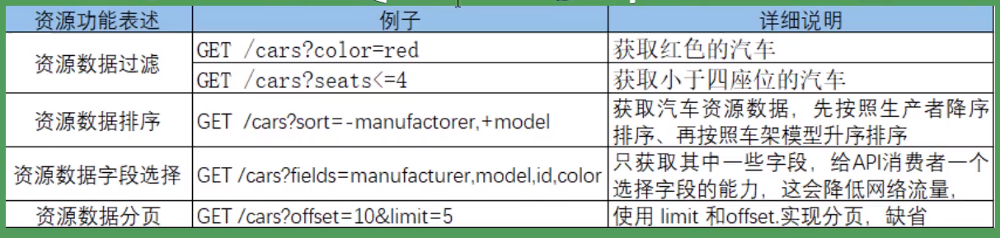 资源功能表述 例子 详细说明
资源数据过滤 GET /cars?color=red 获取红色的汽车
GET /cars?seats<=4 获取小于四座位的汽车
资源数据排序 GET /cars?sort=-manufactorer,+model 获取汽车资源数据，先按照生产者降序
排序、再按照车架模型升序排序
资源数据字段选择 GET /cars?fields=manufacturer,model,id,color 只获取其中一些字段，给API消费者一个
选择字段的能力，这会降低网络流量，
资源数据分页 GET /cars?offset=10&limit=5 使用 limit 和offset.实现分页，缺省